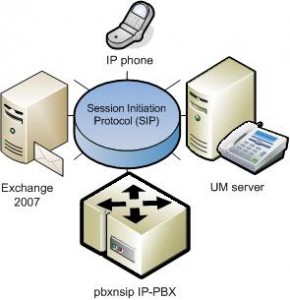 IP phone
Session Initiation
Protocol (SIP)
Exchange
2007
UM server
pbxnsip IP-PBX